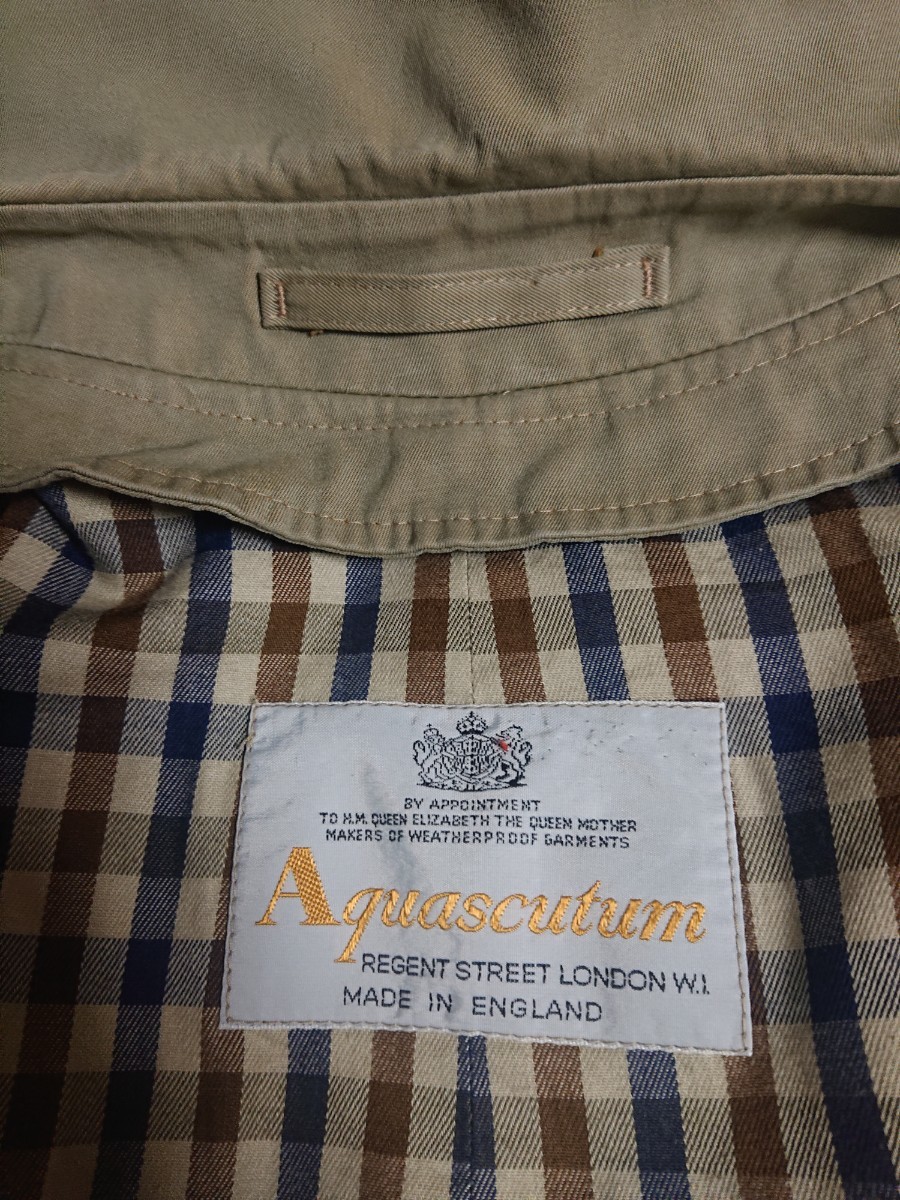 BY APPOINTMENT
TO H.M. QUEEN ELIZABETH THE QUEEN MOTHER
MAKERS OF WEATHERPROOF GARMENTS
Aquascutum
REGENT STREET LONDON W.I.
MADE IN ENGLAND